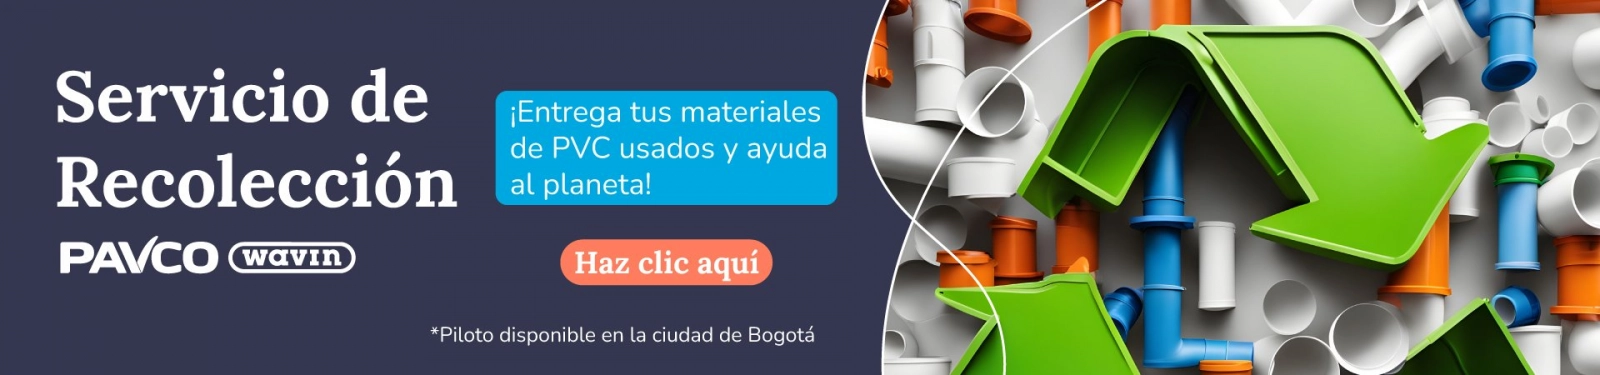 Servicio de
Recolección
PAVCO wavin
¡Entrega tus materiales
de PVC usados y ayuda
al planeta!
Haz clic aquí
*Piloto disponible en la ciudad de Bogotá